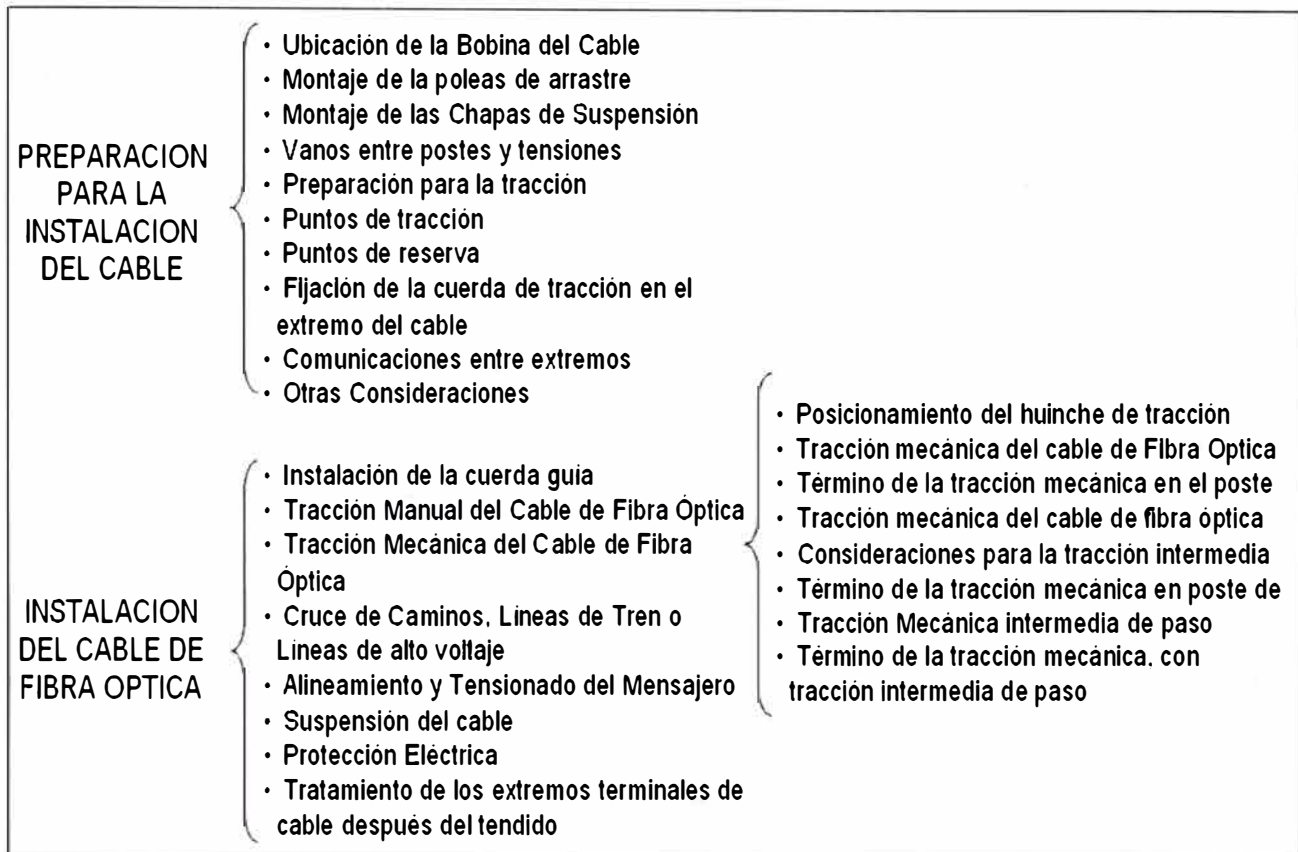 PREPARACION
PARA LA
INSTALACION
DEL CABLE
· Ubicación de la Bobina del Cable
· Montaje de la poleas de arrastre
· Montaje de las Chapas de Suspensión
· Vanos entre postes y tensiones
· Preparación para la tracción
· Puntos de tracción
· Puntos de reserva
· Fijación de la cuerda de tracción en el
extremo del cable
· Comunicaciones entre extremos
· Otras Consideraciones
INSTALACION
DEL CABLE DE
FIBRA OPTICA
· Instalación de la cuerda guía
· Tracción Manual del Cable de Fibra Óptica
· Tracción Mecánica del Cable de Fibra
Óptica
· Cruce de Caminos, Líneas de Tren o
Líneas de alto voltaje
· Alineamiento y Tensionado del Mensajero
· Suspensión del cable
· Protección Eléctrica
· Tratamiento de los extremos terminales de
cable después del tendido
· Posicionamiento del huinche de tracción
· Tracción mecánica del cable de Fibra Optica
· Término de la tracción mecánica en el poste
· Tracción mecánica del cable de fibra óptica
· Consideraciones para la tracción intermedia
· Término de la tracción mecánica en poste de
· Tracción Mecánica intermedia de paso
· Término de la tracción mecánica, con
tracción intermedia de paso